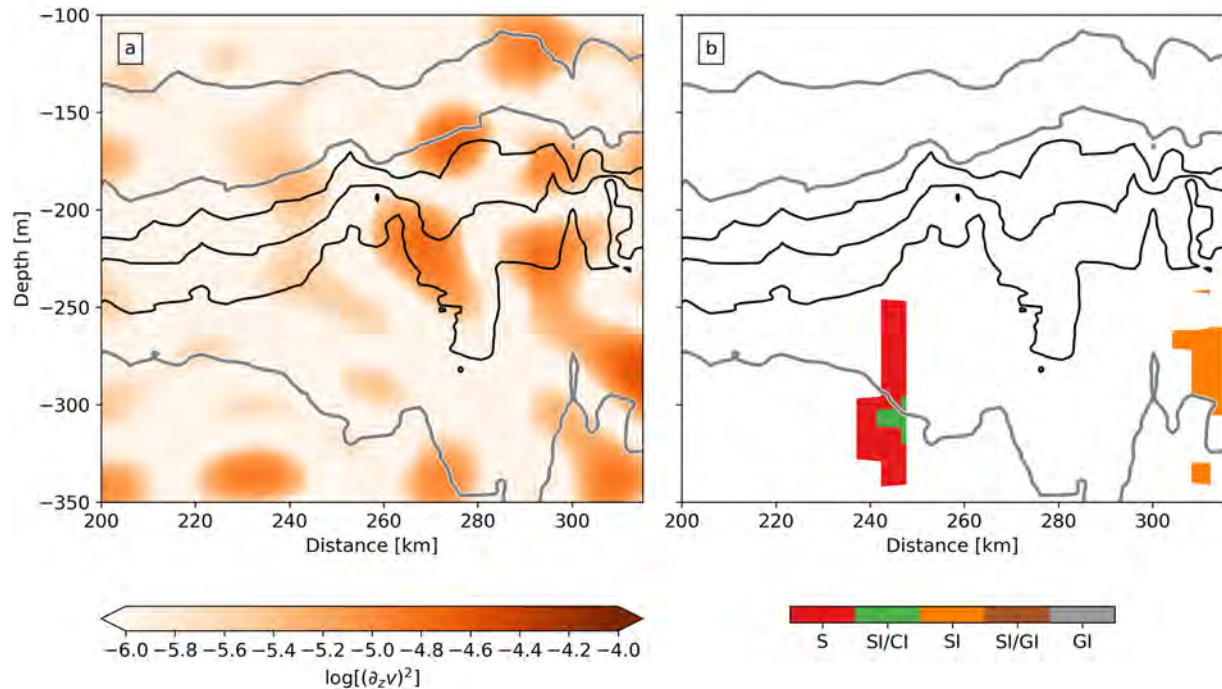 a
b
−100
−150
−200
−250
−300
−350
Depth [m]
200 220 240 260 280 300
200 220 240 260 280 300
Distance [km]
Distance [km]
−6.0 −5.8 −5.6 −5.4 −5.2 −5.0 −4.8 −4.6 −4.4 −4.2 −4.0
log[(∂zv)²]
S SI/CI SI SI/GI GI